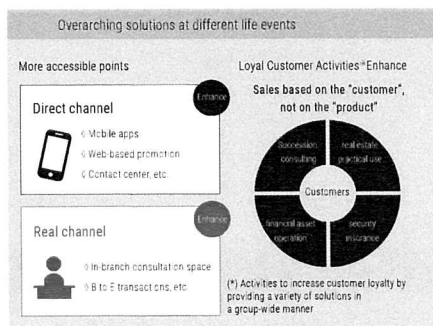 Overarching solutions at different life events
More accessible points
Enhance
Direct channel
◊ Mobile apps
◊ Web-based promotion
◊ Contact center, etc.
Enhance
Real channel
◊ In-branch consultation space
◊ B to E transactions, etc
Loyal Customer Activities*Enhance
Sales based on the "customer",
not on the "product"
Succession
consulting
real estate
practical use
Customers
financial asset
operation
security
insurance
(*) Activities to increase customer loyalty by
providing a variety of solutions in
a group-wide manner